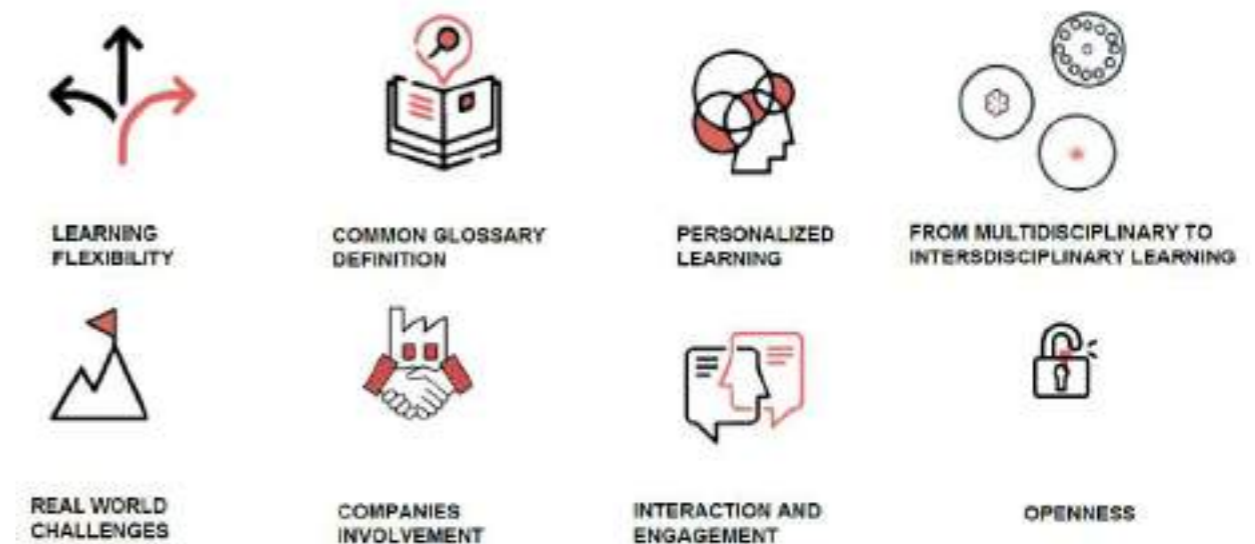 LEARNING
FLEXIBILITY
COMMON GLOSSARY
DEFINITION
PERSONALIZED
LEARNING
FROM MULTIDISCIPLINARY TO
INTERSDISCIPLINARY LEARNING
REAL WORLD
CHALLENGES
COMPANIES
INVOLVEMENT
INTERACTION AND
ENGAGEMENT
OPENNESS